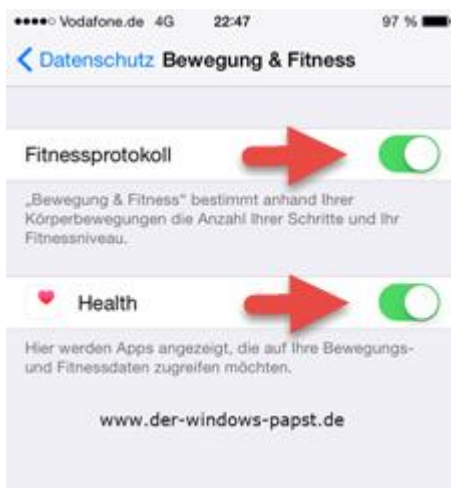 Vodafone.de 4G 22:47 97 %
Datenschutz Bewegung & Fitness
Fitnessprotokoll
„Bewegung & Fitness" bestimmt anhand Ihrer
Körperbewegungen die Anzahl Ihrer Schritte und Ihr
Fitnessniveau.
Health
Hier werden Apps angezeigt, die auf Ihre Bewegungs-
und Fitnessdaten zugreifen möchten.
www.der-windows-papst.de